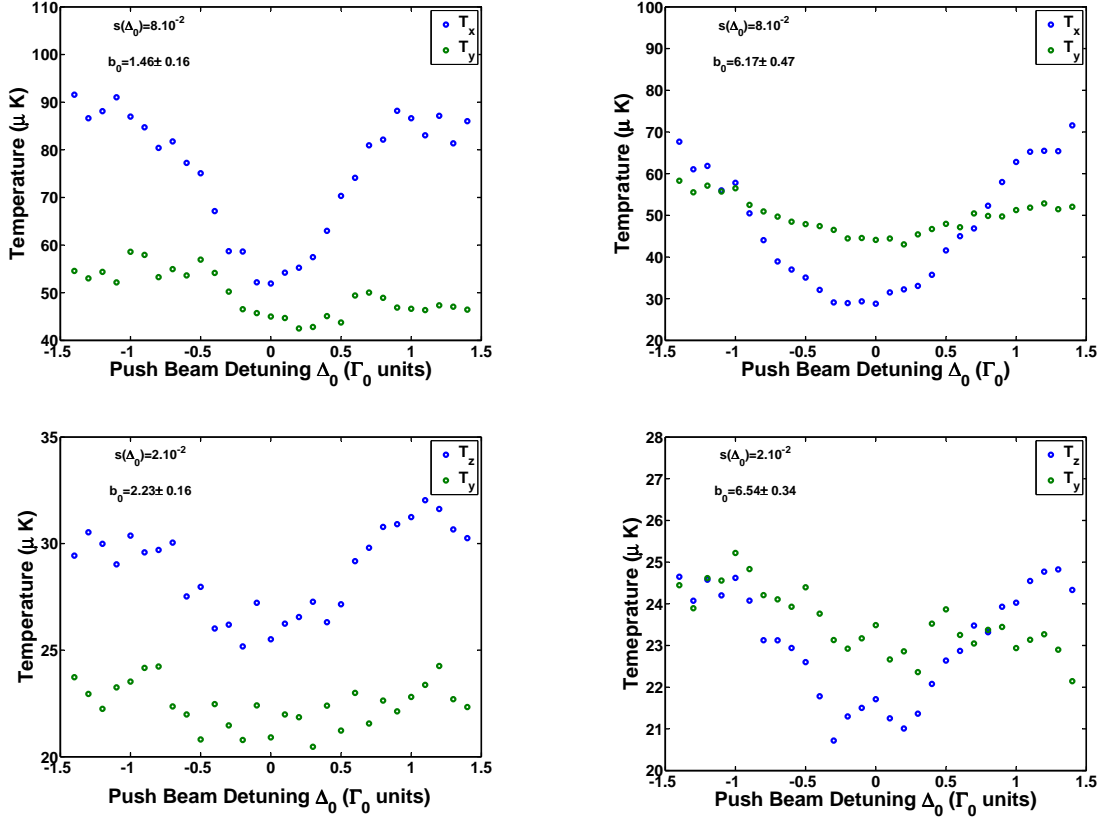 110
100
90
80
70
60
50
40
Temperature (μ K)
s(Δ0)=8.10-2
b0=1.46± 0.16
Tx
Ty
-1.5 -1 -0.5 0 0.5 1 1.5
Push Beam Detuning Δ0 (Γ0 units)
100
90
80
70
60
50
40
30
20
Temprature (μ K)
s(Δ0)=8.10-2
b0=6.17± 0.47
Tx
Ty
-1.5 -1 -0.5 0 0.5 1 1.5
Push Beam Detuning Δ0 (Γ0)
35
30
25
20
Temperature (μ K)
s(Δ0)=2.10-2
b0=2.23± 0.16
Tz
Ty
-1.5 -1 -0.5 0 0.5 1 1.5
Push Beam Detuning Δ0 (Γ0 units)
28
27
26
25
24
23
22
21
20
Temeprature (μ K)
s(Δ0)=2.10-2
b0=6.54± 0.34
Tz
Ty
-1.5 -1 -0.5 0 0.5 1 1.5
Push Beam Detuning Δ0 (Γ0 units)